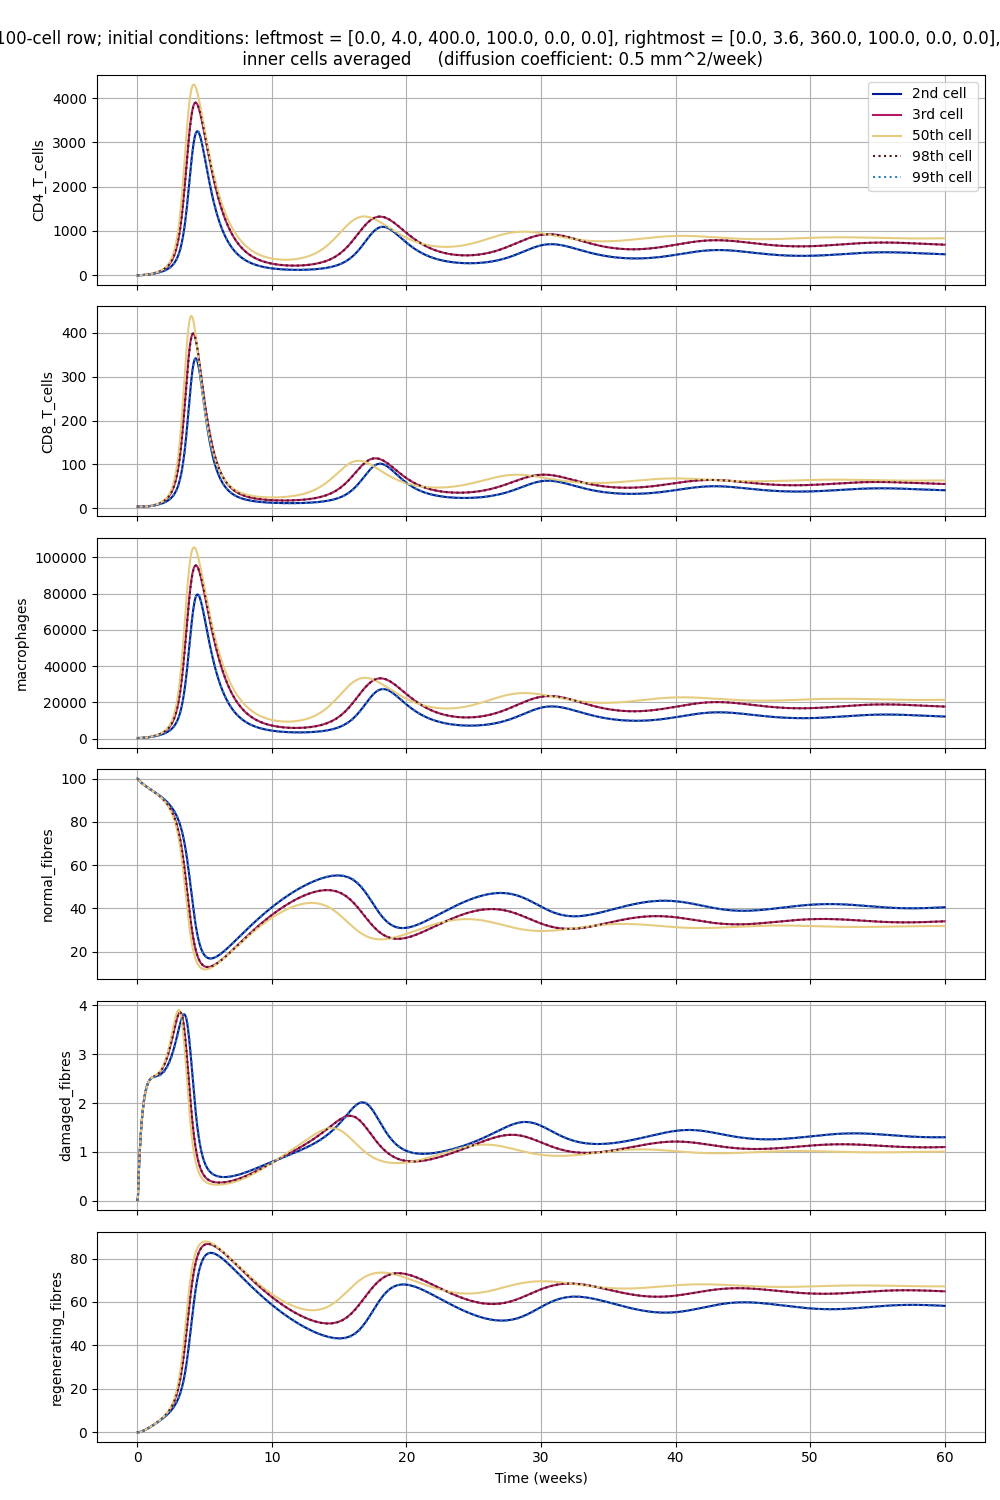 100-cell row; initial conditions: leftmost = [0.0, 4.0, 400.0, 100.0, 0.0, 0.0], rightmost = [0.0, 3.6, 360.0, 100.0, 0.0, 0.0],
inner cells averaged (diffusion coefficient: 0.5 mm^2/week)
2nd cell
3rd cell
50th cell
98th cell
99th cell
CD4_T_cells
4000
3000
2000
1000
0
CD8_T_cells
400
300
200
100
0
macrophages
100000
80000
60000
40000
20000
0
normal_fibres
100
80
60
40
20
damaged_fibres
4
3
2
1
0
regenerating_fibres
80
60
40
20
0
0 10 20 30 40 50 60
Time (weeks)